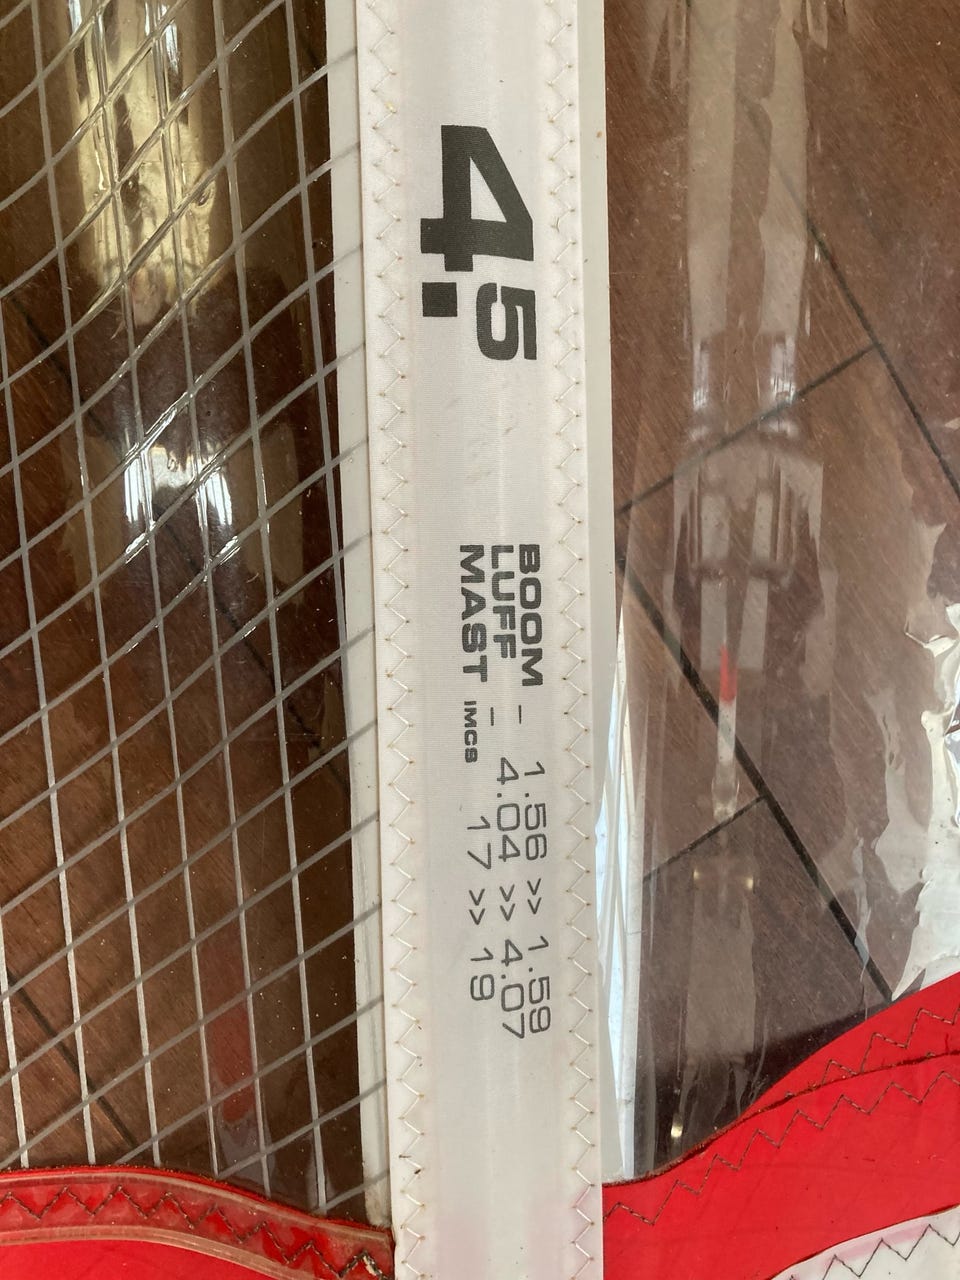 4.5
BOOM – 1.56 >> 1.59
LUFF – 4.04 >> 4.07
MAST IMCS 17 >> 19